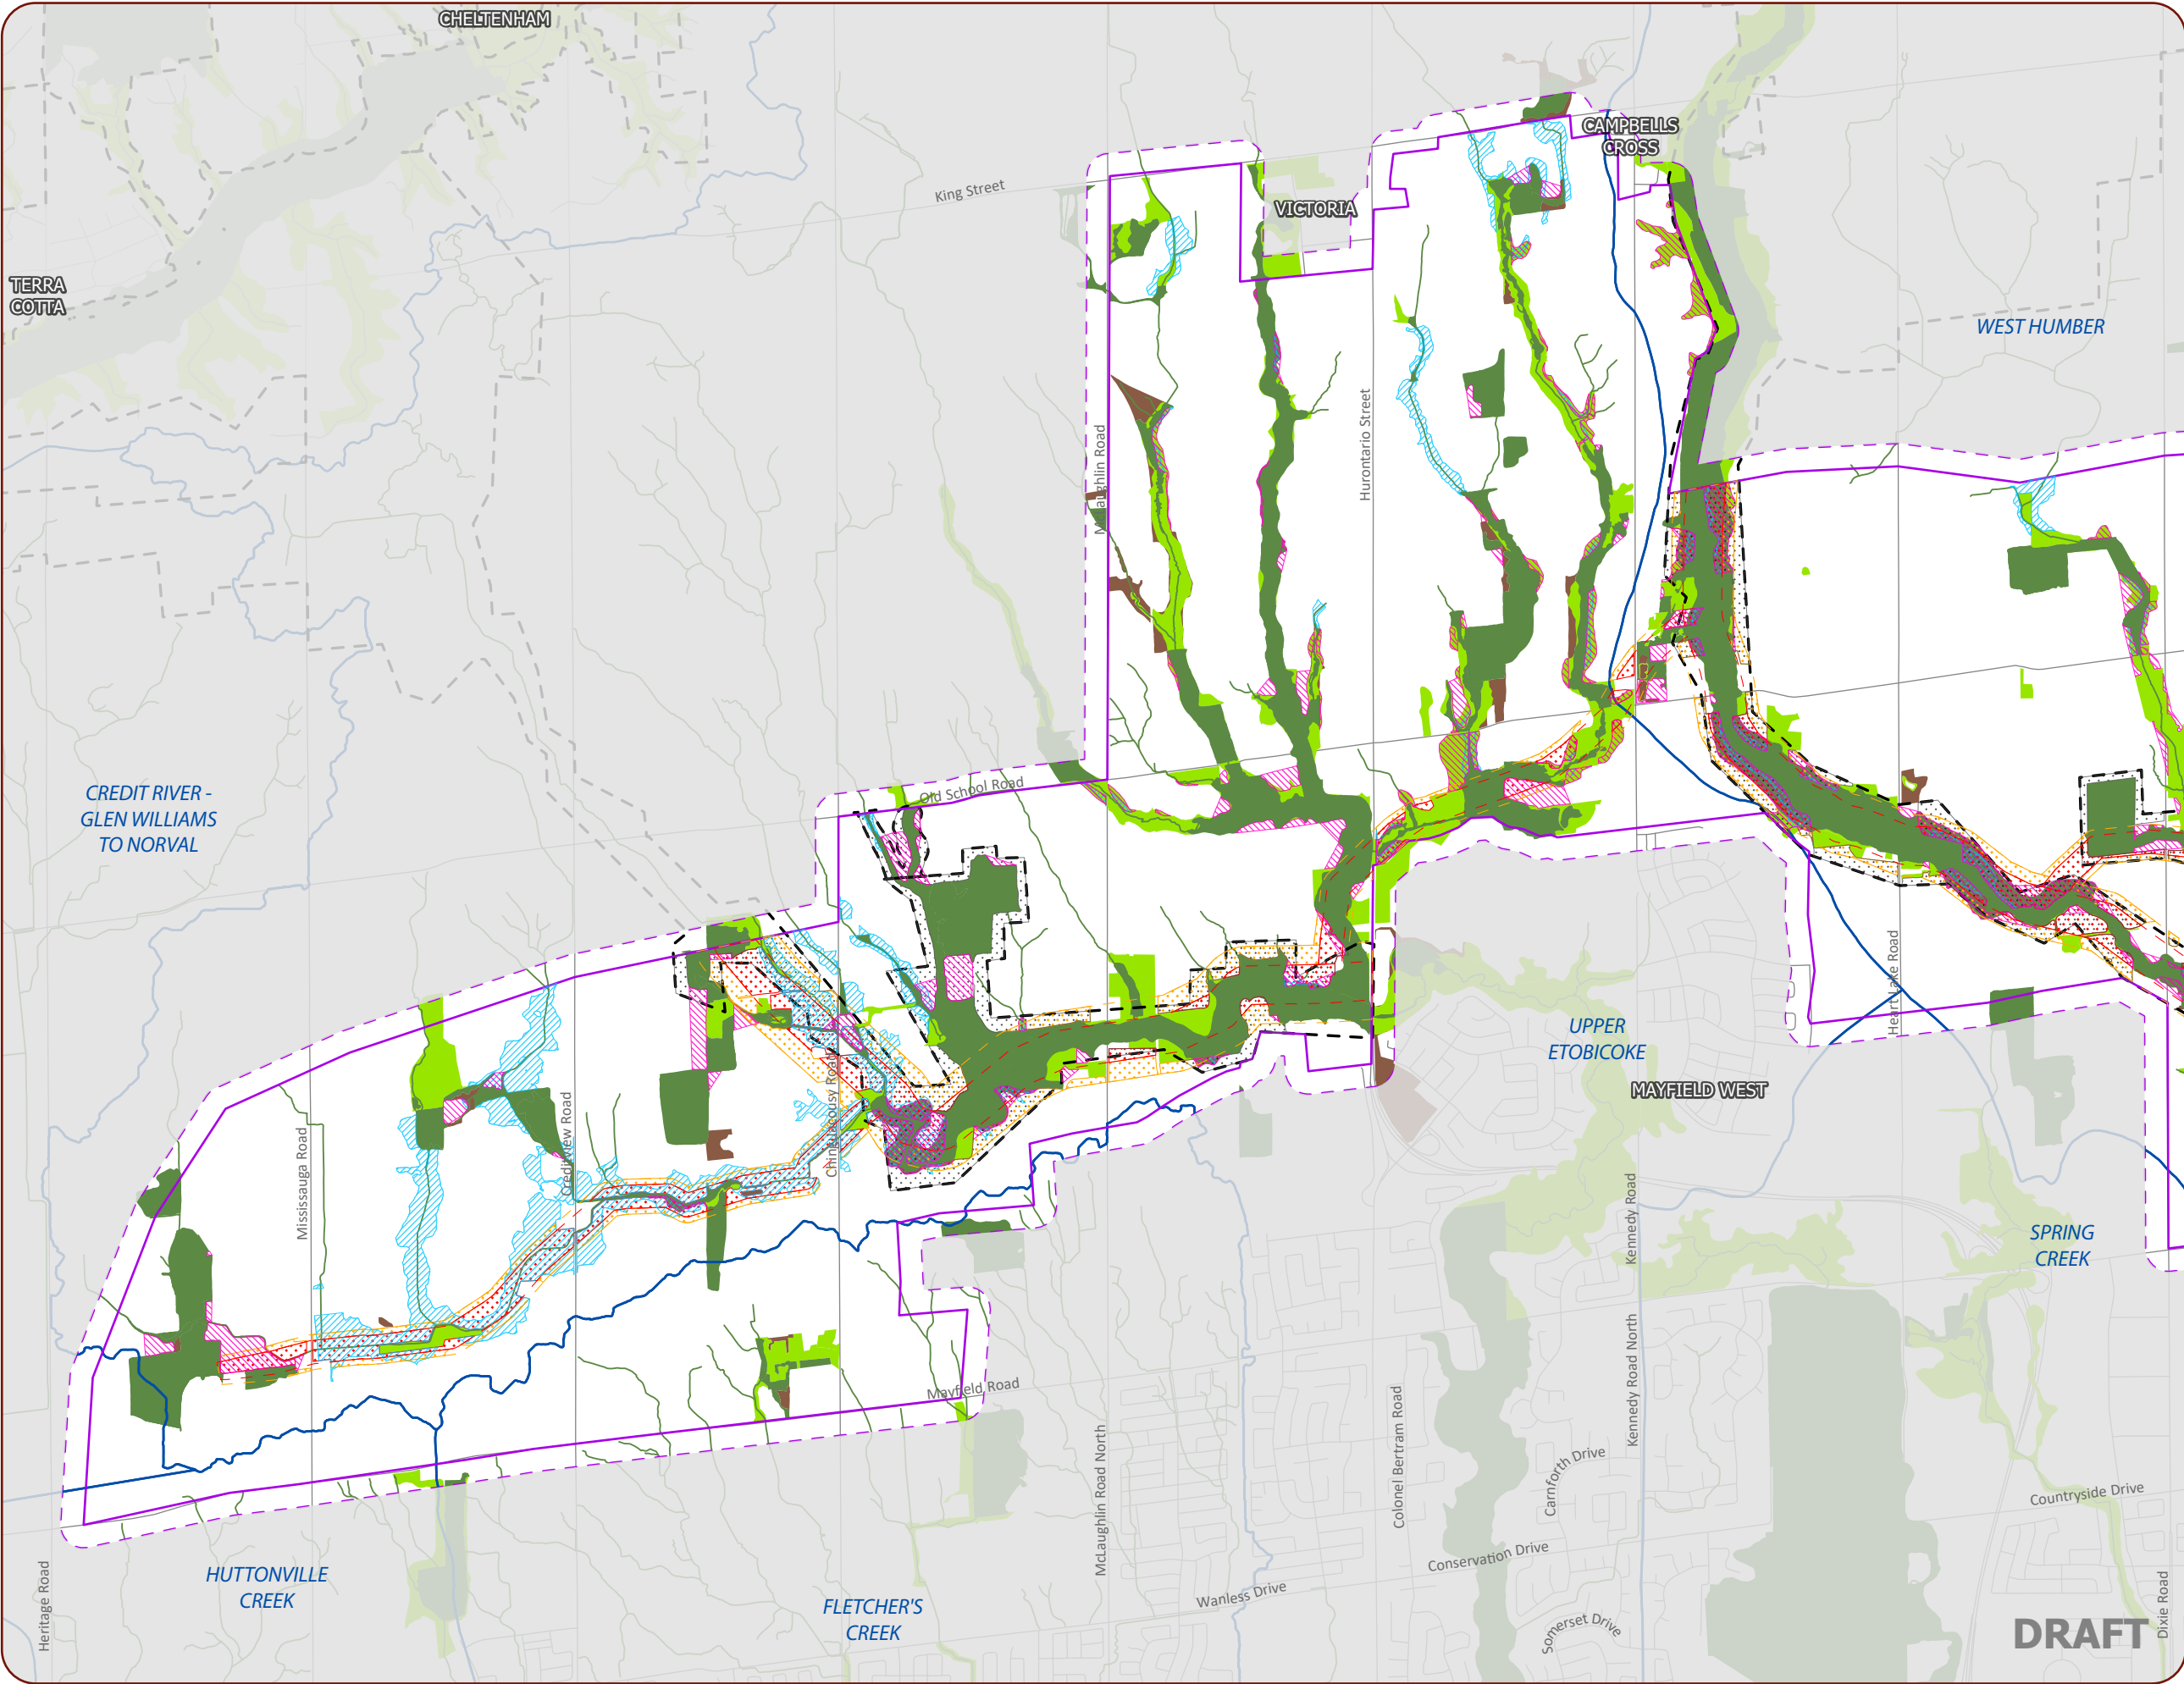 CHELTENHAM
CAMPBELLS
CROSS
King Street
VICTORIA
TERRA
COTTA
WEST HUMBER
McLaughlin Road
Hurontario Street
Old School Road
CREDIT RIVER -
GLEN WILLIAMS
TO NORVAL
Heart Lake Road
UPPER
ETOBICOKE
MAYFIELD WEST
Chinguacousy Road
Creditview Road
Mississauga Road
Kennedy Road
SPRING
CREEK
Mayfield Road
Kennedy Road North
Colonel Bertram Road
McLaughlin Road North
Carnforth Drive
Countryside Drive
Conservation Drive
HUTTONVILLE
CREEK
Heritage Road
FLETCHER'S
CREEK
Wanless Drive
Somerset Drive
Dixie Road
DRAFT